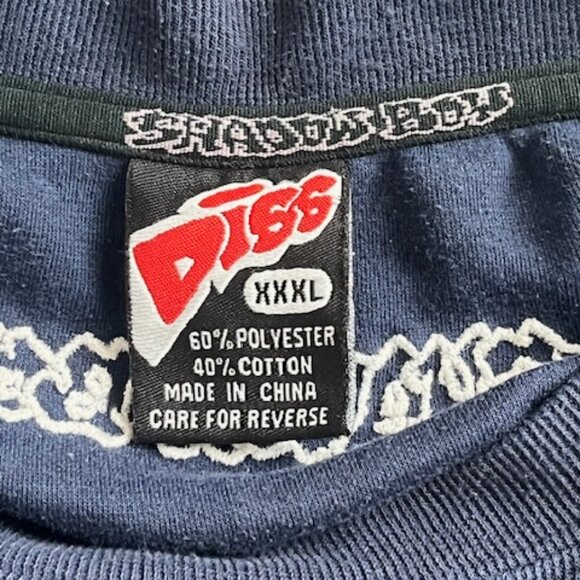 SHADOW BOY
DISS
XXXL
60% POLYESTER
40% COTTON
MADE IN CHINA
CARE FOR REVERSE